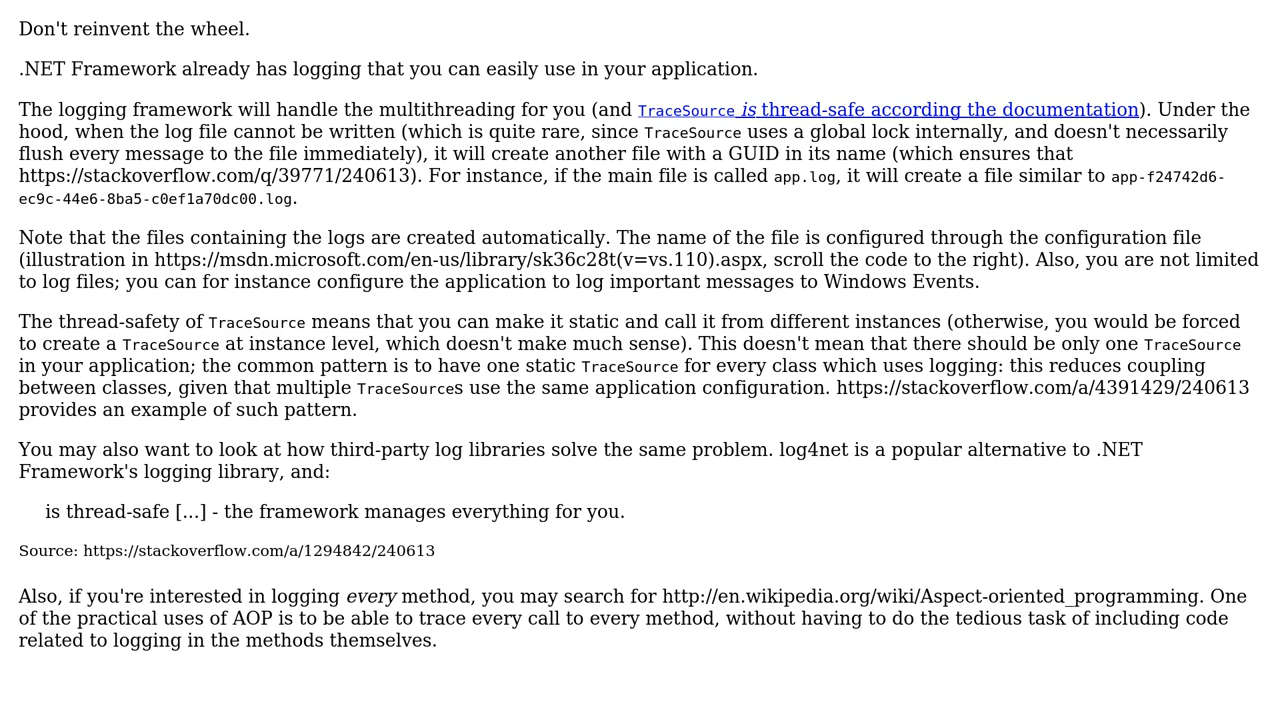 Don't reinvent the wheel.
.NET Framework already has logging that you can easily use in your application.
The logging framework will handle the multithreading for you (and TraceSource is thread-safe according the documentation). Under the
hood, when the log file cannot be written (which is quite rare, since TraceSource uses a global lock internally, and doesn't necessarily
flush every message to the file immediately), it will create another file with a GUID in its name (which ensures that
https://stackoverflow.com/q/39771/240613). For instance, if the main file is called app.log, it will create a file similar to app-f24742d6-
ec9c-44e6-8ba5-c0ef1a70dc00.log.
Note that the files containing the logs are created automatically. The name of the file is configured through the configuration file
(illustration in https://msdn.microsoft.com/en-us/library/sk36c28t(v=vs.110).aspx, scroll the code to the right). Also, you are not limited
to log files; you can for instance configure the application to log important messages to Windows Events.
The thread-safety of TraceSource means that you can make it static and call it from different instances (otherwise, you would be forced
to create a TraceSource at instance level, which doesn't make much sense). This doesn't mean that there should be only one TraceSource
in your application; the common pattern is to have one static TraceSource for every class which uses logging: this reduces coupling
between classes, given that multiple TraceSources use the same application configuration. https://stackoverflow.com/a/4391429/240613
provides an example of such pattern.
You may also want to look at how third-party log libraries solve the same problem. log4net is a popular alternative to .NET
Framework's logging library, and:
is thread-safe [...] - the framework manages everything for you.
Source: https://stackoverflow.com/a/1294842/240613
Also, if you're interested in logging every method, you may search for http://en.wikipedia.org/wiki/Aspect-oriented_programming. One
of the practical uses of AOP is to be able to trace every call to every method, without having to do the tedious task of including code
related to logging in the methods themselves.